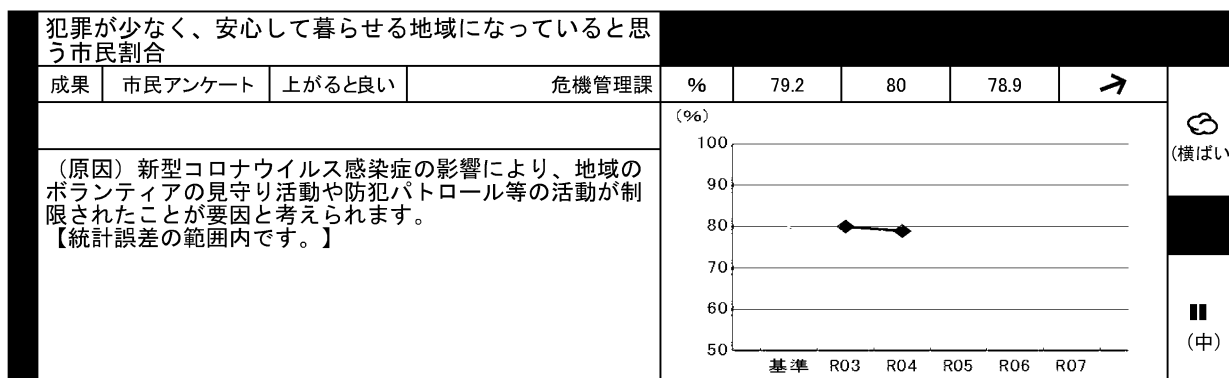 犯罪が少なく、安心して暮らせる地域になっていると思
う市民割合
成果 市民アンケート 上がると良い 危機管理課 % 79.2 80 78.9
（原因）新型コロナウイルス感染症の影響により、地域の
ボランティアの見守り活動や防犯パトロール等の活動が制
限されたことが要因と考えられます。
【統計誤差の範囲内です。】
（%）
100
90
80
70
60
50
基準 R03 R04 R05 R06 R07
(横ばい
（中）